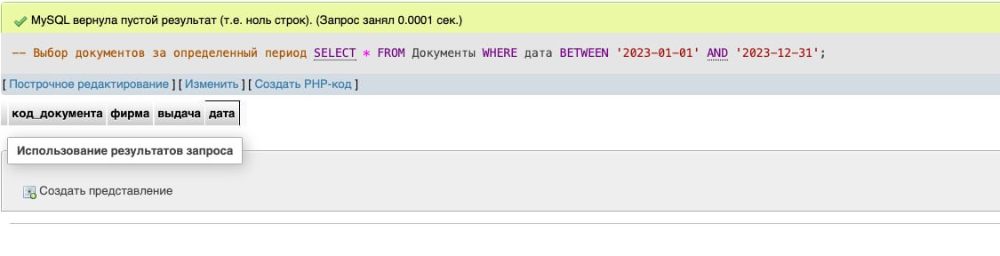 MySQL вернула пустой результат (т.е. ноль строк). (Запрос занял 0.0001 сек.)
-- Выбор документов за определенный период SELECT * FROM Документы WHERE дата BETWEEN '2023-01-01' AND '2023-12-31';
[ Построчное редактирование ] [ Изменить ] [ Создать PHP-код ]
код_документа фирма выдача дата
Использование результатов запроса
Создать представление